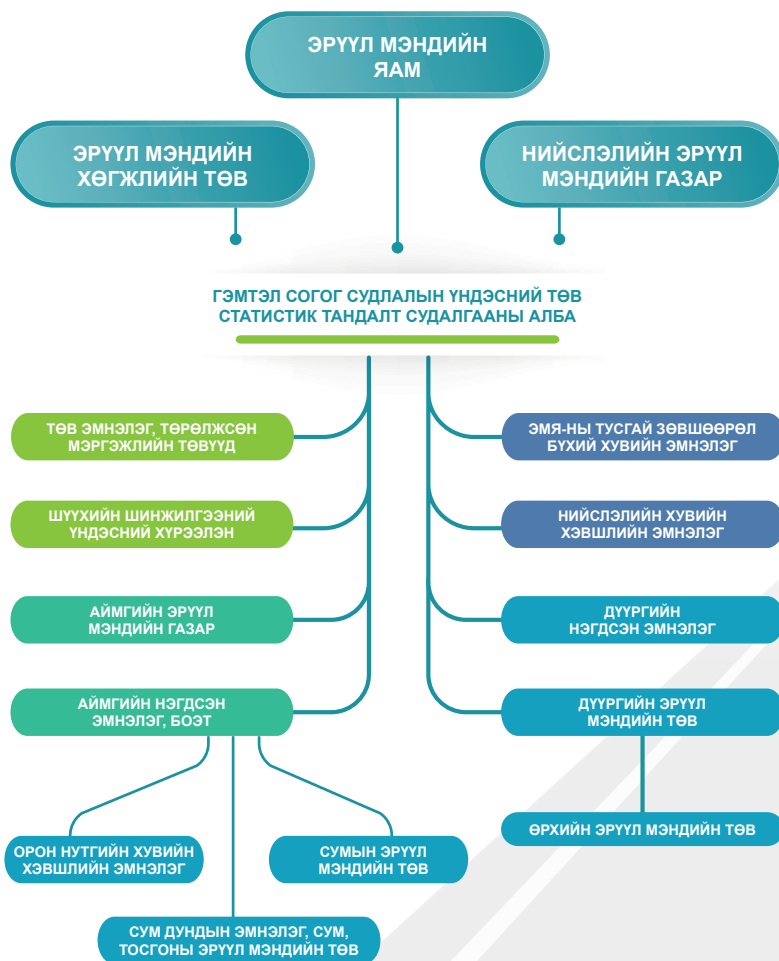 ЭРҮҮЛ МЭНДИЙН
ЯАМ
ЭРҮҮЛ МЭНДИЙН
ХӨГЖЛИЙН ТӨВ
НИЙСЛЭЛИЙН ЭРҮҮЛ
МЭНДИЙН ГАЗАР
ГЭМТЭЛ СОГОГ СУДЛАЛЫН ҮНДЭСНИЙ ТӨВ
СТАТИСТИК ТАНДАЛТ СУДАЛГААНЫ АЛБА
ТӨВ ЭМНЭЛЭГ, ТӨРӨЛЖСӨН
МЭРГЭЖЛИЙН ТӨВҮҮД
ЭМЯ-НЫ ТУСГАЙ ЗӨВШӨӨРӨЛ
БҮХИЙ ХУВИЙН ЭМНЭЛЭГ
ШҮҮХИЙН ШИНЖИЛГЭЭНИЙ
ҮНДЭСНИЙ ХҮРЭЭЛЭН
НИЙСЛЭЛИЙН ХУВИЙН
ХЭВШЛИЙН ЭМНЭЛЭГ
АЙМГИЙН ЭРҮҮЛ
МЭНДИЙН ГАЗАР
ДҮҮРГИЙН
НЭГДСЭН ЭМНЭЛЭГ
АЙМГИЙН НЭГДСЭН
ЭМНЭЛЭГ, БОЭТ
ДҮҮРГИЙН ЭРҮҮЛ
МЭНДИЙН ТӨВ
ОРОН НУТГИЙН ХУВИЙН
ХЭВШЛИЙН ЭМНЭЛЭГ
СУМЫН ЭРҮҮЛ
МЭНДИЙН ТӨВ
ӨРХИЙН ЭРҮҮЛ МЭНДИЙН ТӨВ
СУМ ДУНДЫН ЭМНЭЛЭГ, СУМ,
ТОСГОНЫ ЭРҮҮЛ МЭНДИЙН ТӨВ